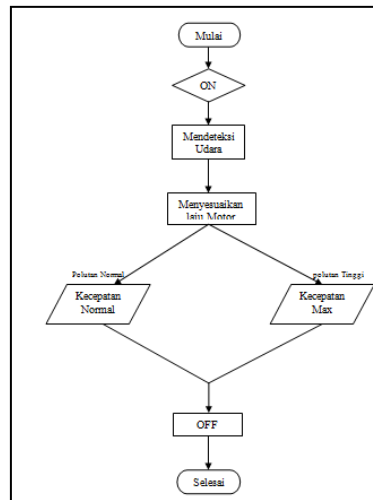 Mulai
ON
Mendeteksi
Udara
Menyesuaikan
laju Motor
Polutan Normal
polutan Tinggi
Kecepatan
Normal
Kecepatan
Max
OFF
Selesai